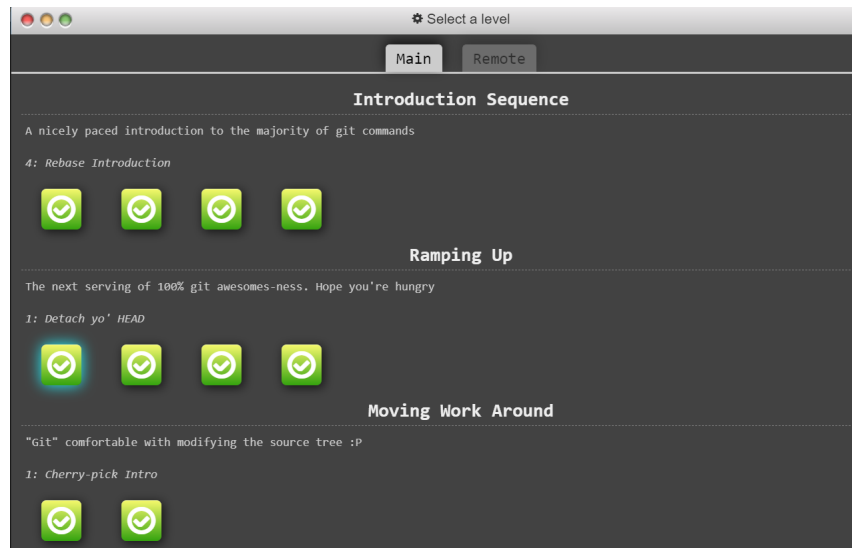 Select a level
Main Remote
Introduction Sequence
A nicely paced introduction to the majority of git commands
4: Rebase Introduction
Ramping Up
The next serving of 100% git awesomes-ness. Hope you're hungry
1: Detach yo' HEAD
Moving Work Around
"Git" comfortable with modifying the source tree :P
1: Cherry-pick Intro